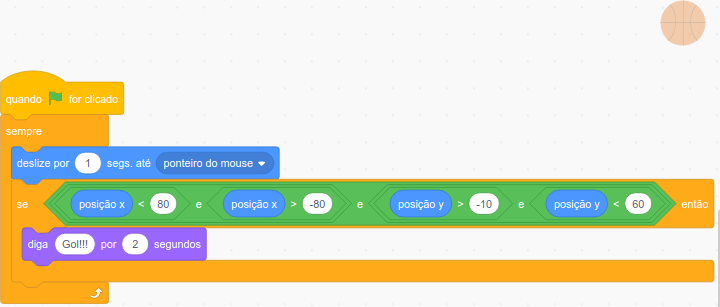 quando for clicado
sempre
deslize por 1 segs. até ponteiro do mouse
se posição x < 80 e posição x > -80 e posição y > -10 e posição y < 60 então
diga Gol!!! por 2 segundos